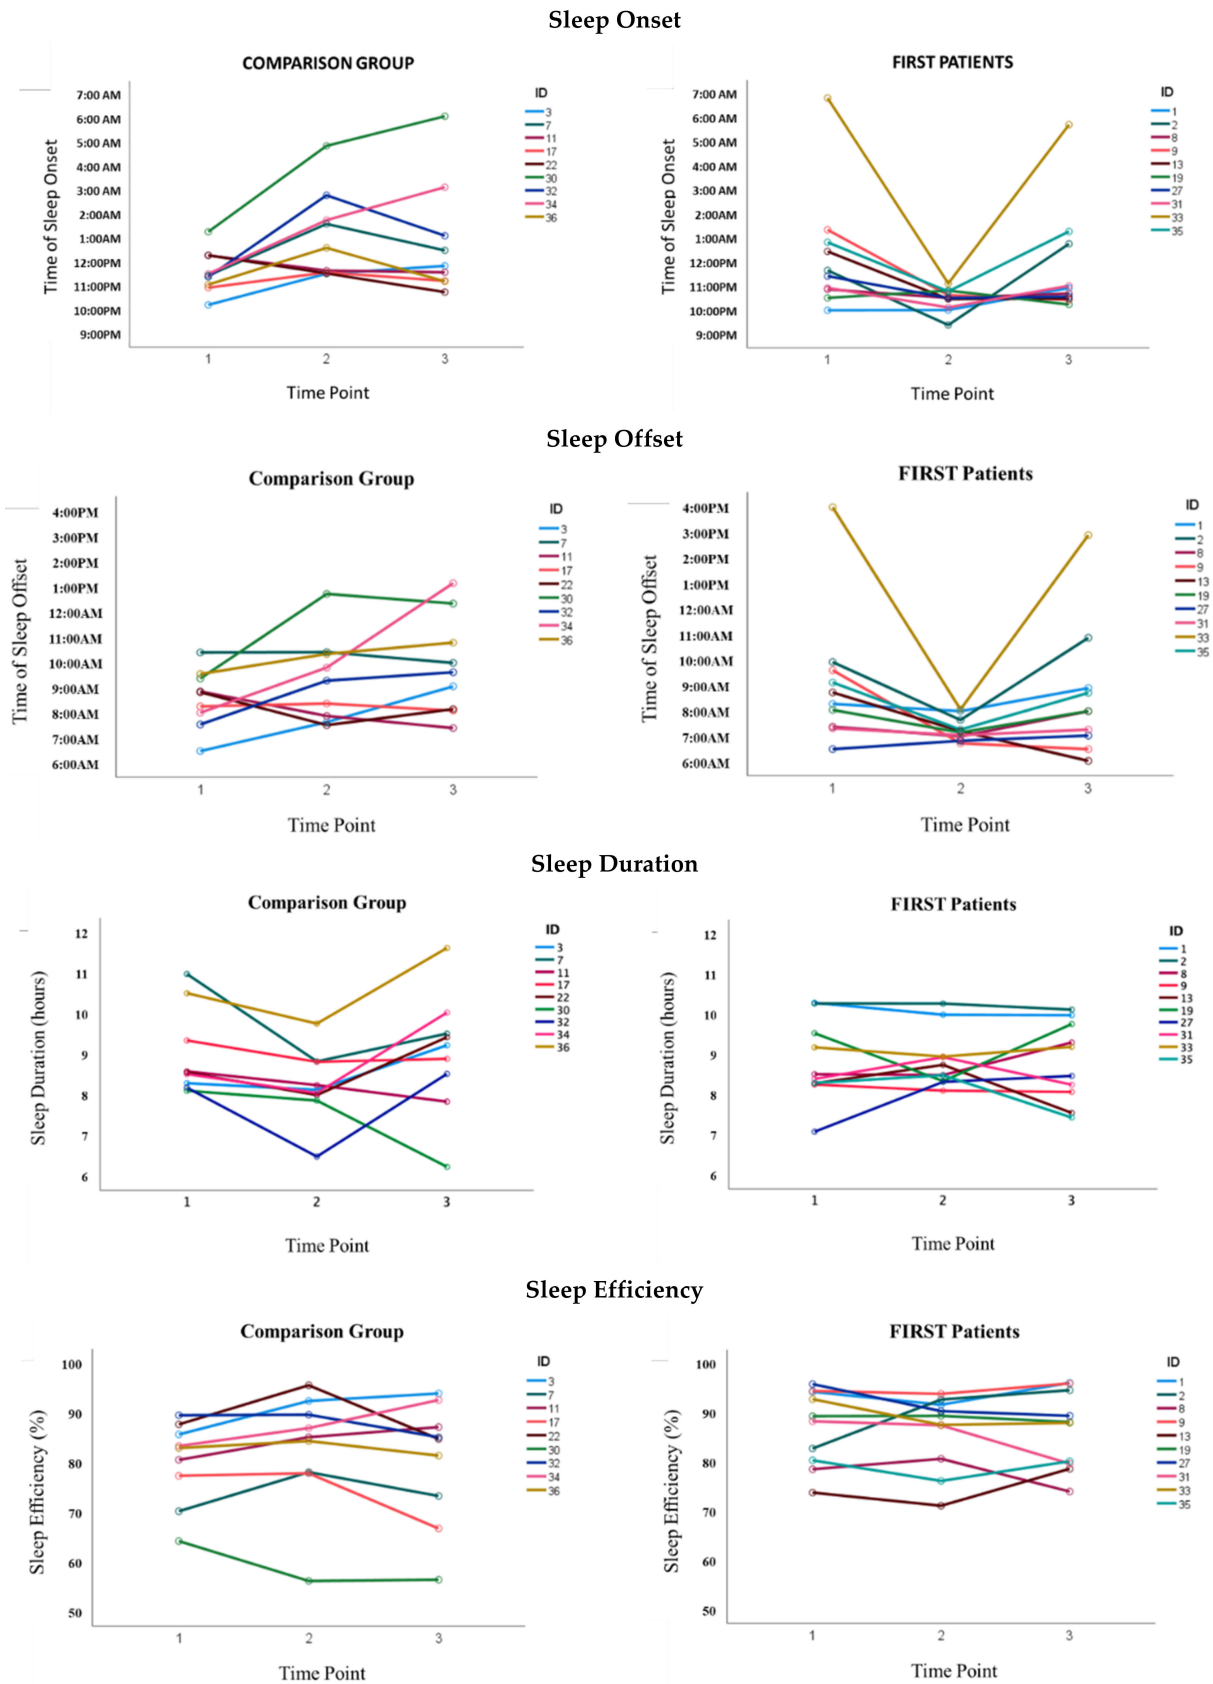 Sleep Onset
COMPARISON GROUP
Time of Sleep Onset
7:00 AM
6:00 AM
5:00 AM
4:00 AM
3:00 AM
2:00AM
1:00AM
12:00PM
11:00PM
10:00PM
9:00PM
1 2 3
Time Point
ID
3
7
11
17
22
30
32
34
36
FIRST PATIENTS
Time of Sleep Onset
7:00 AM
6:00 AM
5:00 AM
4:00 AM
3:00 AM
2:00AM
1:00AM
12:00PM
11:00PM
10:00PM
9:00PM
1 2 3
Time Point
ID
1
2
8
9
13
19
27
31
33
35
Sleep Offset
Comparison Group
Time of Sleep Offset
4:00PM
3:00PM
2:00PM
1:00PM
12:00AM
11:00AM
10:00AM
9:00AM
8:00AM
7:00AM
6:00AM
1 2 3
Time Point
ID
3
7
11
17
22
30
32
34
36
FIRST Patients
Time of Sleep Offset
4:00PM
3:00PM
2:00PM
1:00PM
12:00AM
11:00AM
10:00AM
9:00AM
8:00AM
7:00AM
6:00AM
1 2 3
Time Point
ID
1
2
8
9
13
19
27
31
33
35
Sleep Duration
Comparison Group
Sleep Duration (hours)
12
11
10
9
8
7
6
1 2 3
Time Point
ID
3
7
11
17
22
30
32
34
36
FIRST Patients
Sleep Duration (hours)
12
11
10
9
8
7
6
1 2 3
Time Point
ID
1
2
8
9
13
19
27
31
33
35
Sleep Efficiency
Comparison Group
Sleep Efficiency (%)
100
90
80
70
60
50
1 2 3
Time Point
ID
3
7
11
17
22
30
32
34
36
FIRST Patients
Sleep Efficiency (%)
100
90
80
70
60
50
1 2 3
Time Point
ID
1
2
8
9
13
19
27
31
33
35